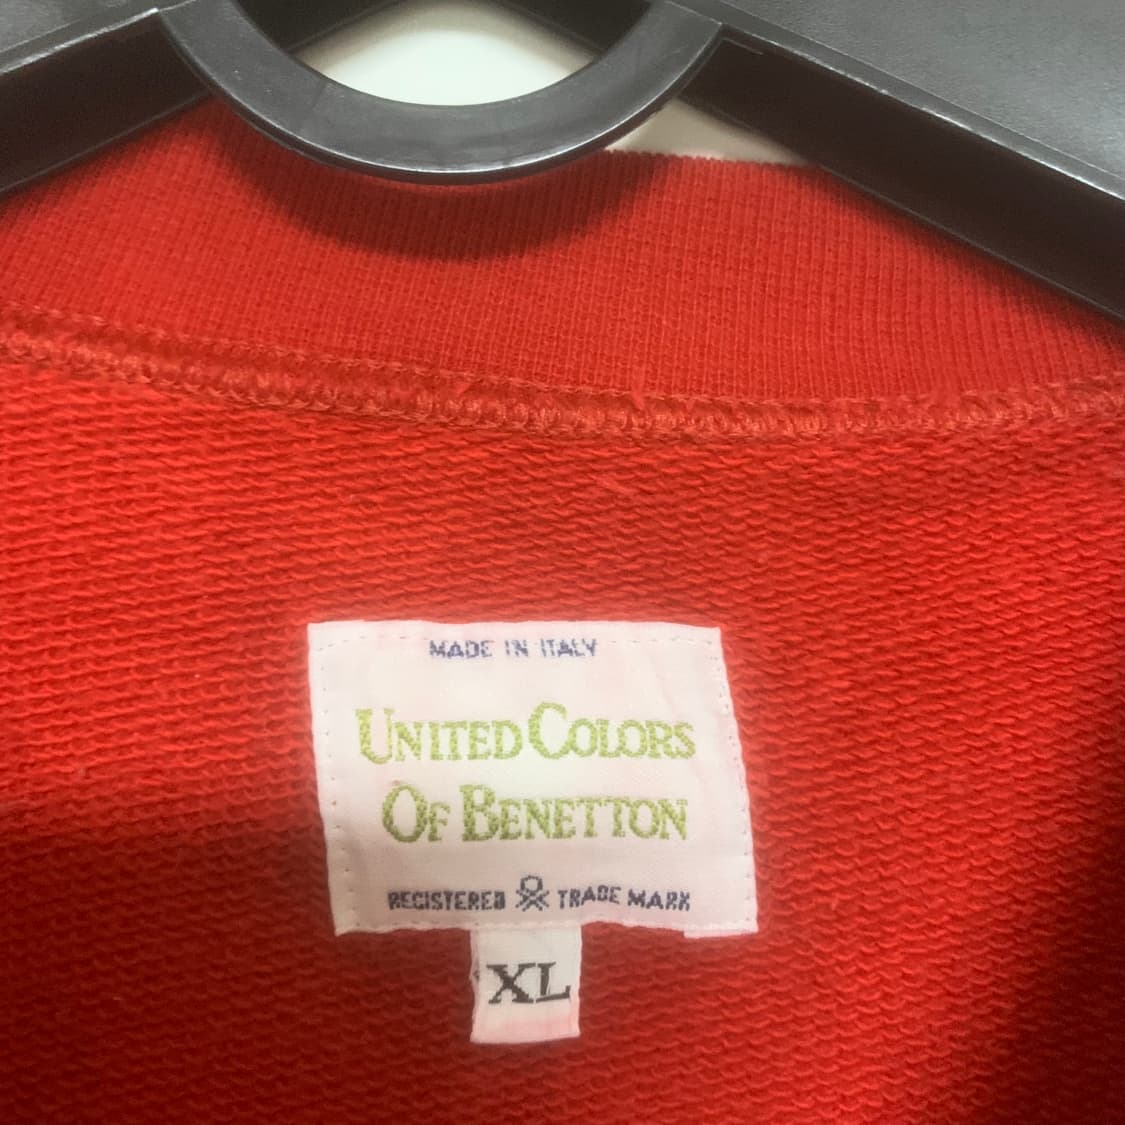 MADE IN ITALY
UNITED COLORS
OF BENETTON
REGISTERED TRADE MARK
XL